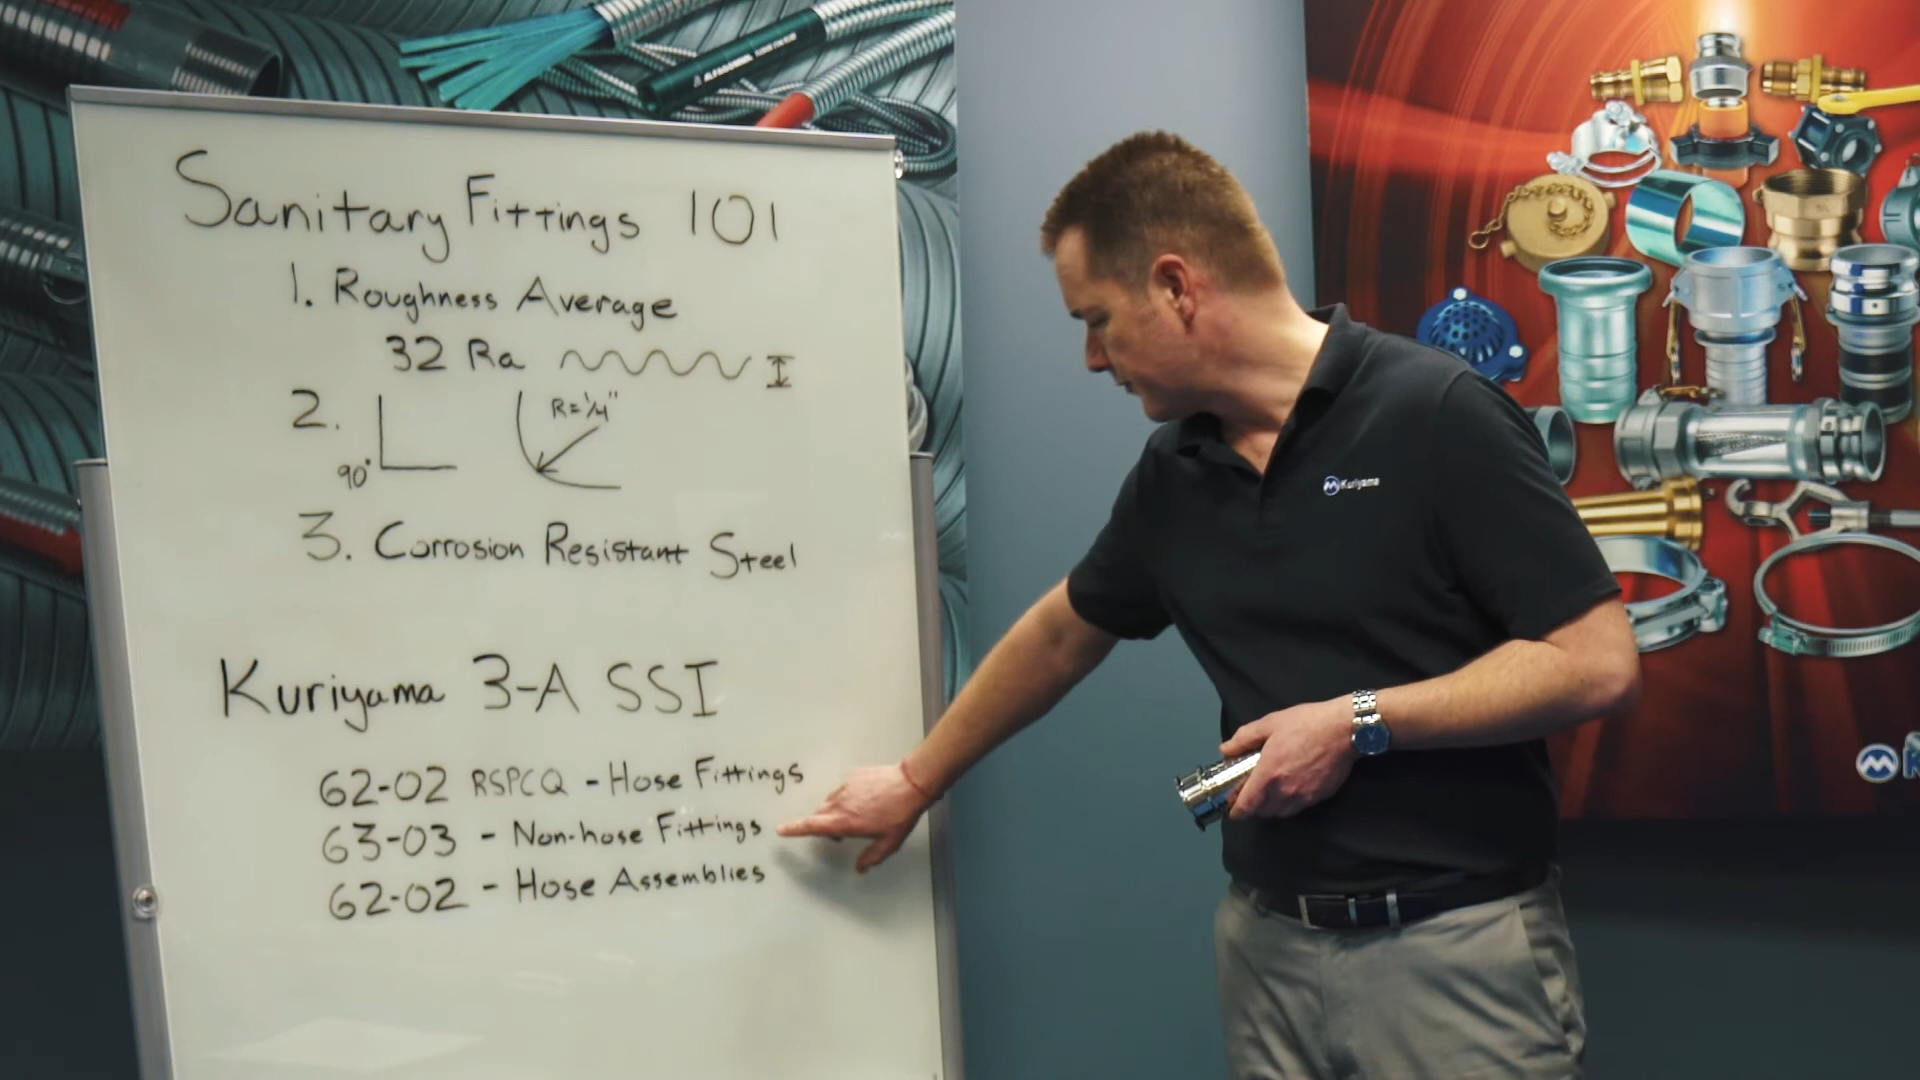 Sanitary Fittings 101
1. Roughness Average
32 Ra
2.
90°
R=1/4"
3. Corrosion Resistant Steel
Kuriyama 3-A SSI
62-02 RSPCQ - Hose Fittings
63-03 - Non-hose Fittings
62-02 - Hose Assemblies
Kuriyama